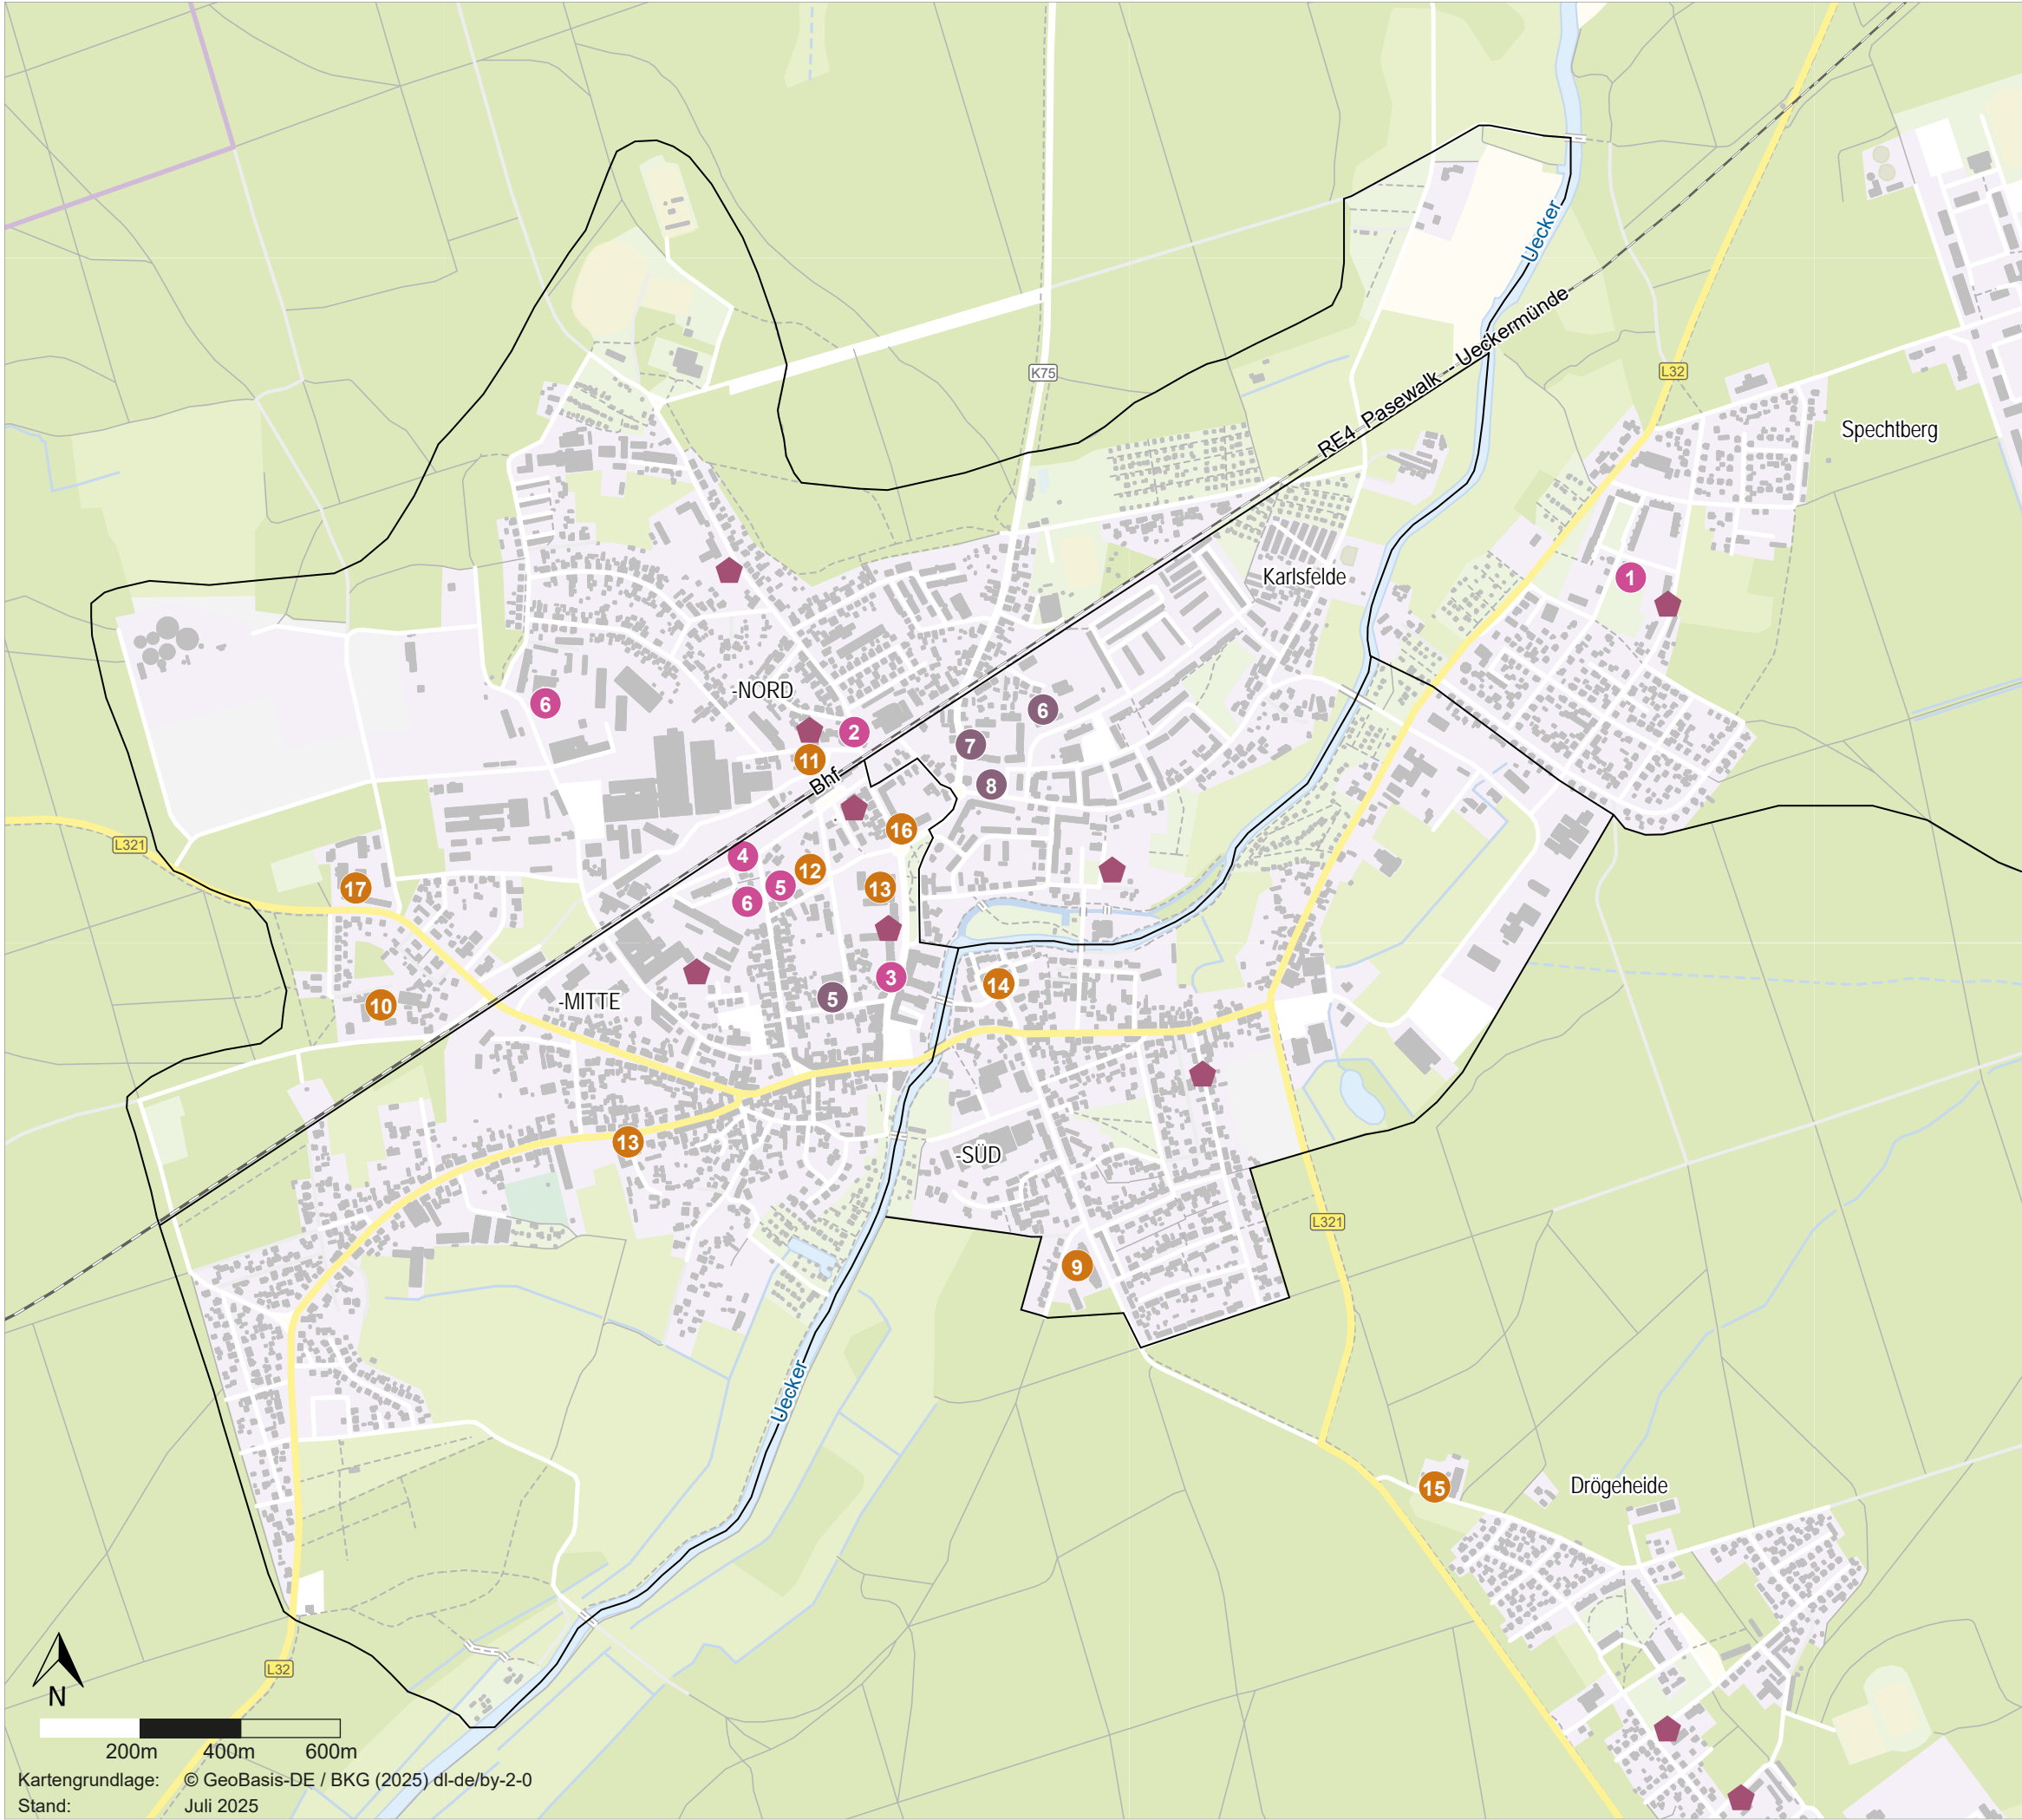 Uecker
RE4 Pasewalk -- Ueckermünde
K75
L32
Spechtberg
Karlsfelde
1
6
-NORD
6
2
7
11
Bhf
8
16
L321
4
12
17
5
13
6
3
14
5
-MITTE
10
13
-SÜD
L321
9
Uecker
15
Drögeheide
L32
N
200m 400m 600m
Kartengrundlage: © GeoBasis-DE / BKG (2025) dl-de/by-2-0
Stand: Juli 2025